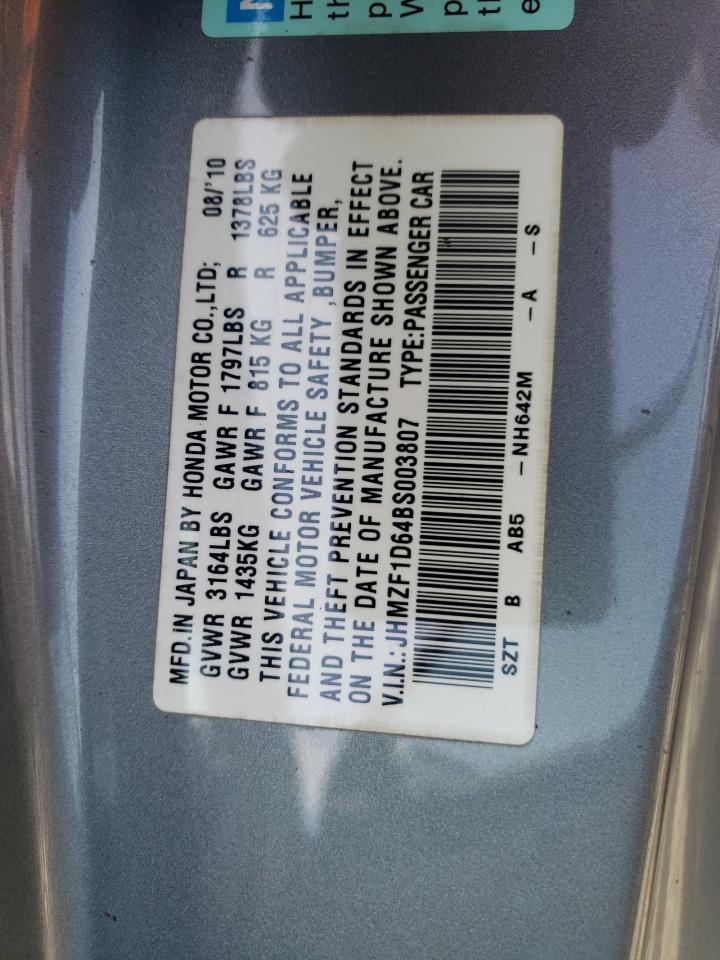 MFD.IN JAPAN BY HONDA MOTOR CO.,LTD; 08/'10
GVWR 3164LBS GAWR F 1797LBS R 1378LBS
GVWR 1435KG GAWR F 815 KG R 625 KG
THIS VEHICLE CONFORMS TO ALL APPLICABLE
FEDERAL MOTOR VEHICLE SAFETY ,BUMPER,
AND THEFT PREVENTION STANDARDS IN EFFECT
ON THE DATE OF MANUFACTURE SHOWN ABOVE.
V.I.N.: JHMZF1D64BS003807 TYPE:PASSENGER CAR
SZT B AB5 –NH642M –A –S